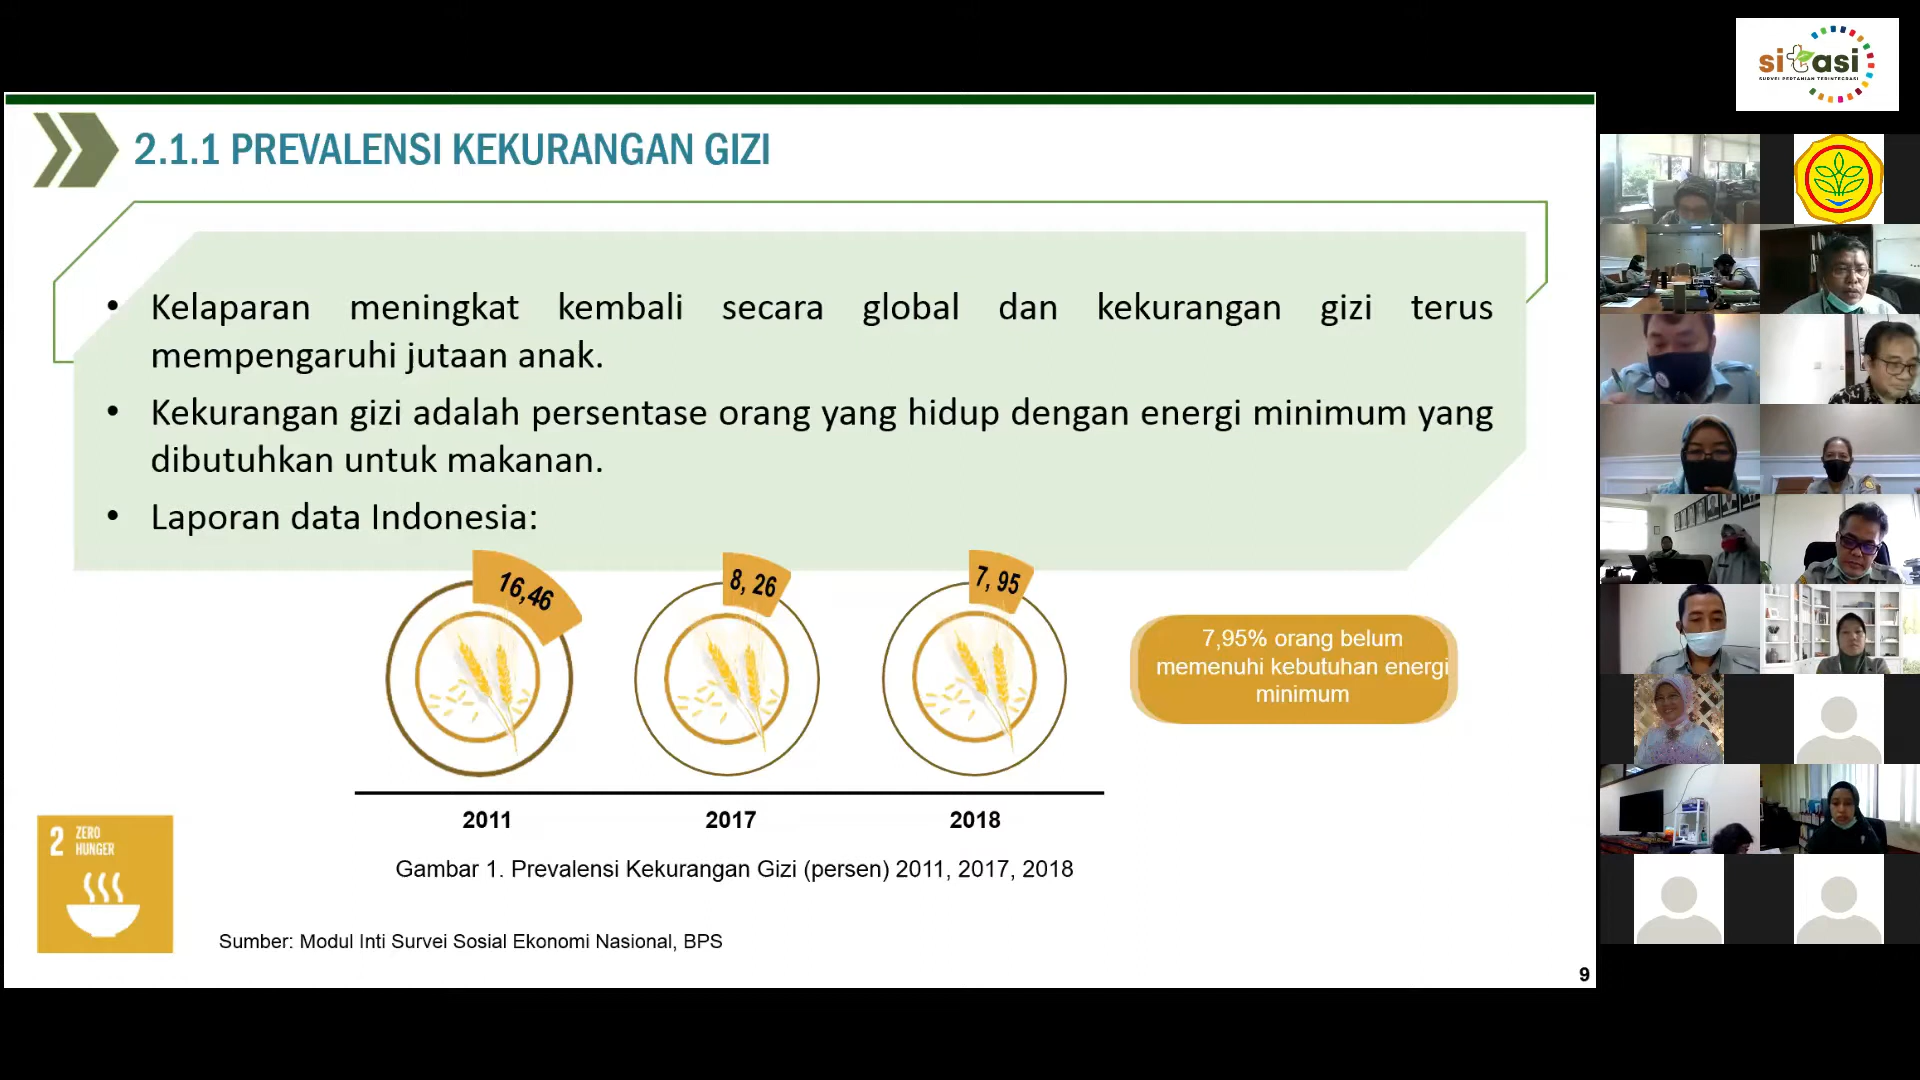 sitasi
SURVEI PERTANIAN TERINTEGRASI
2.1.1 PREVALENSI KEKURANGAN GIZI
• Kelaparan meningkat kembali secara global dan kekurangan gizi terus
mempengaruhi jutaan anak.
• Kekurangan gizi adalah persentase orang yang hidup dengan energi minimum yang
dibutuhkan untuk makanan.
• Laporan data Indonesia:
16,46
8, 26
7, 95
7,95% orang belum
memenuhi kebutuhan energi
minimum
2011
2017
2018
Gambar 1. Prevalensi Kekurangan Gizi (persen) 2011, 2017, 2018
2 ZERO
HUNGER
Sumber: Modul Inti Survei Sosial Ekonomi Nasional, BPS
9